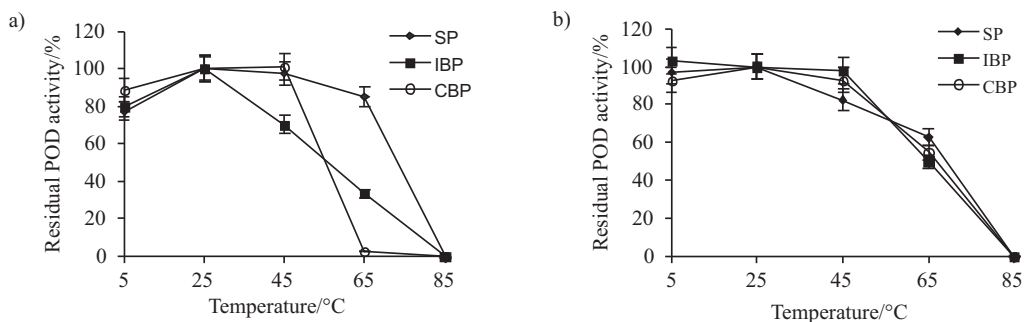 a)
Residual POD activity/%
120
100
80
60
40
20
0
5 25 45 65 85
Temperature/°C
SP
IBP
CBP
b)
Residual POD activity/%
120
100
80
60
40
20
0
5 25 45 65 85
Temperature/°C
SP
IBP
CBP